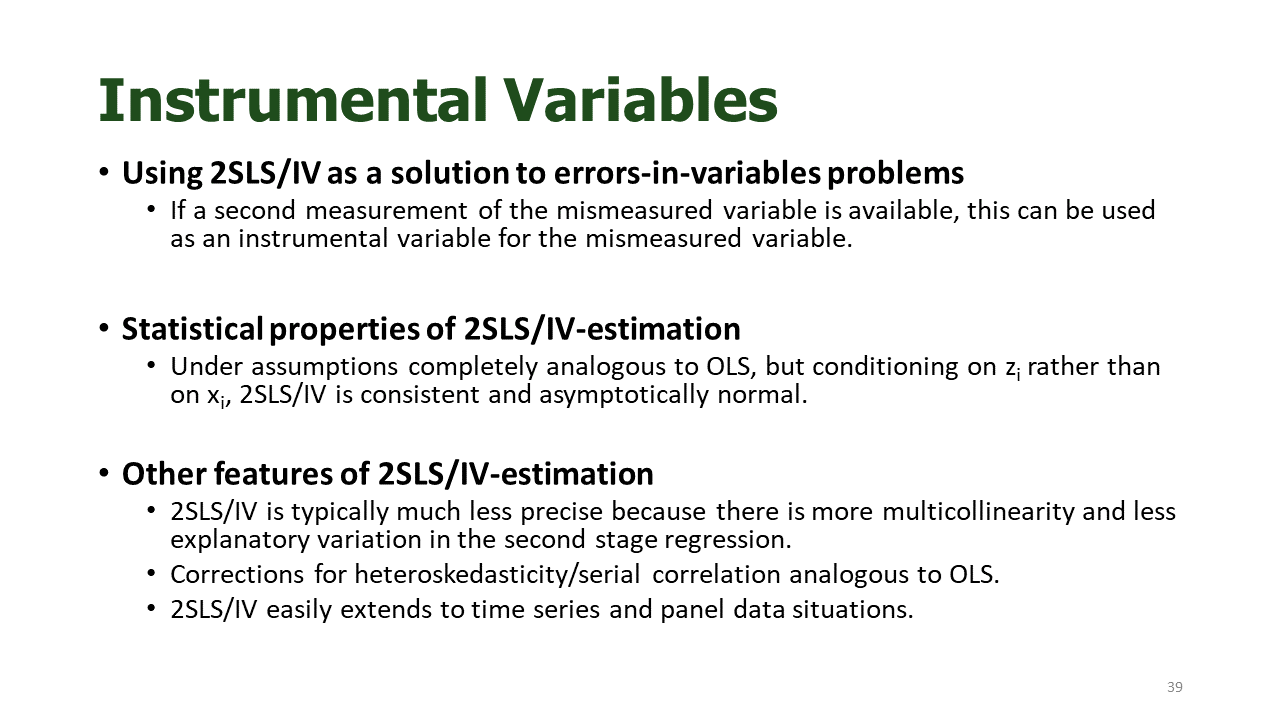 Instrumental Variables
• Using 2SLS/IV as a solution to errors-in-variables problems
• If a second measurement of the mismeasured variable is available, this can be used
as an instrumental variable for the mismeasured variable.
• Statistical properties of 2SLS/IV-estimation
• Under assumptions completely analogous to OLS, but conditioning on zi rather than
on xi, 2SLS/IV is consistent and asymptotically normal.
• Other features of 2SLS/IV-estimation
• 2SLS/IV is typically much less precise because there is more multicollinearity and less
explanatory variation in the second stage regression.
• Corrections for heteroskedasticity/serial correlation analogous to OLS.
• 2SLS/IV easily extends to time series and panel data situations.
39